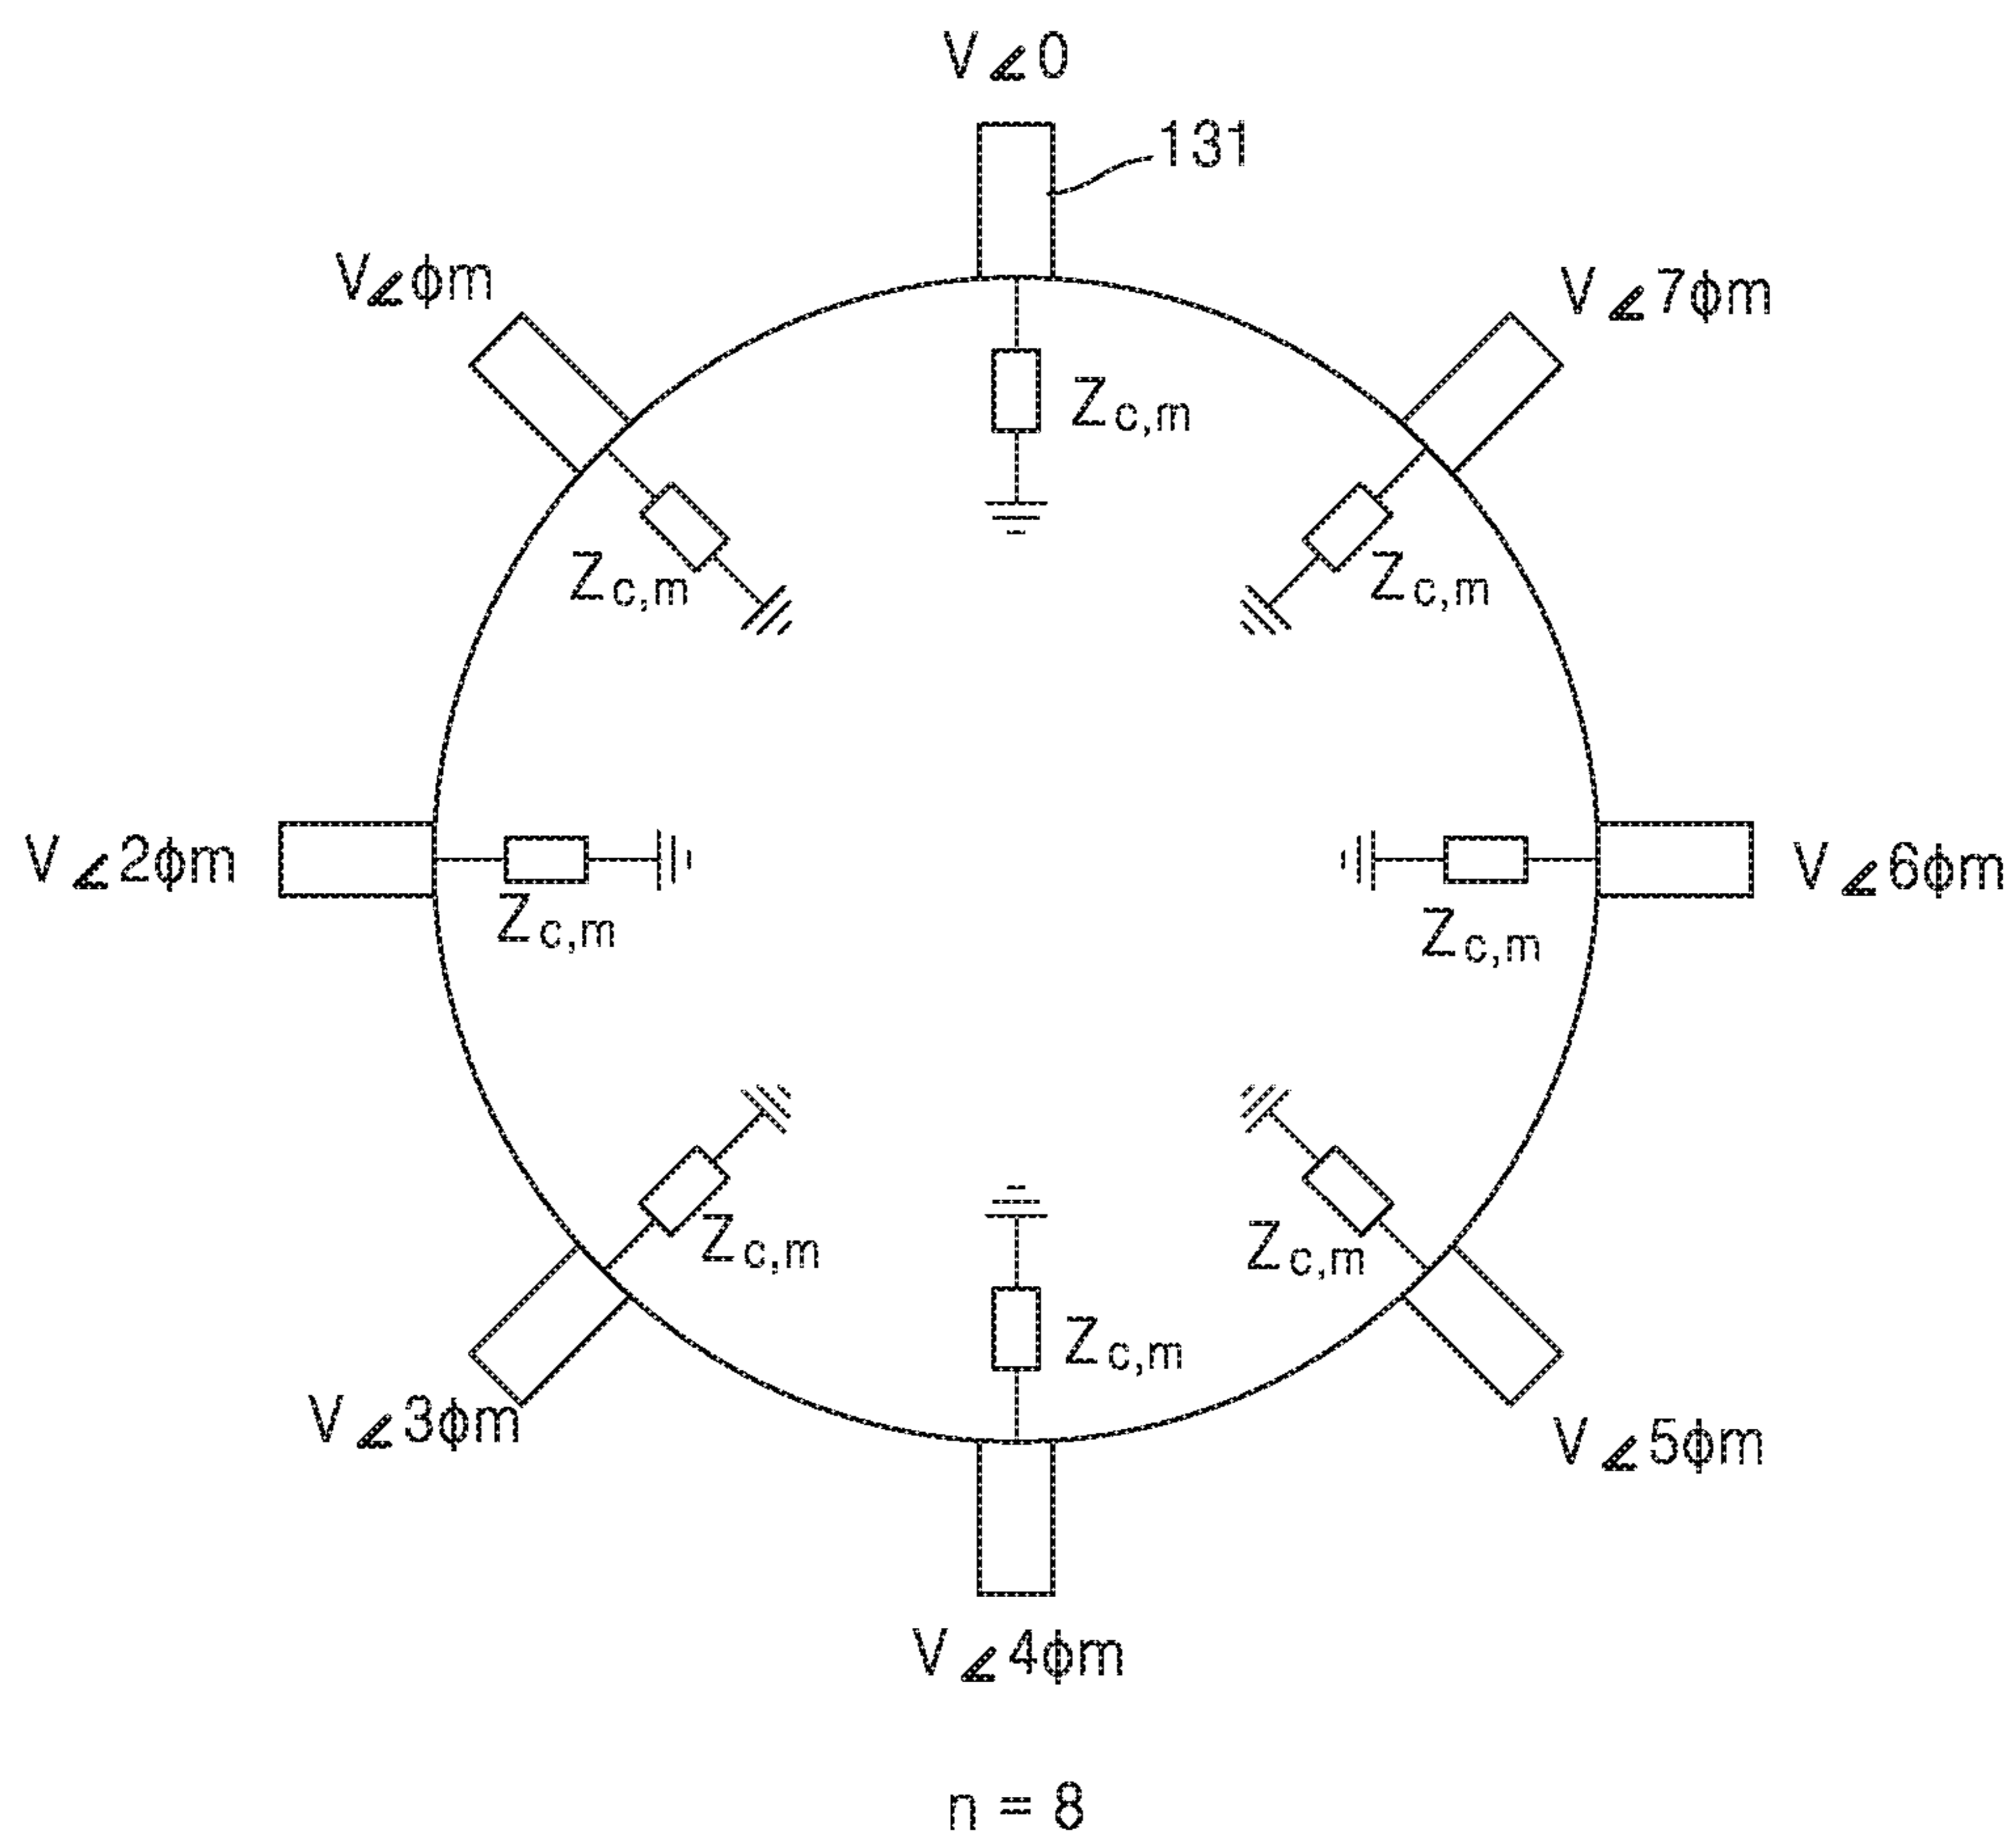 V∠0
131
V∠ϕm
V∠7ϕm
Zc,m
Zc,m
Zc,m
V∠2ϕm
V∠6ϕm
Zc,m
Zc,m
Zc,m
Zc,m
Zc,m
V∠3ϕm
V∠5ϕm
V∠4ϕm
n = 8